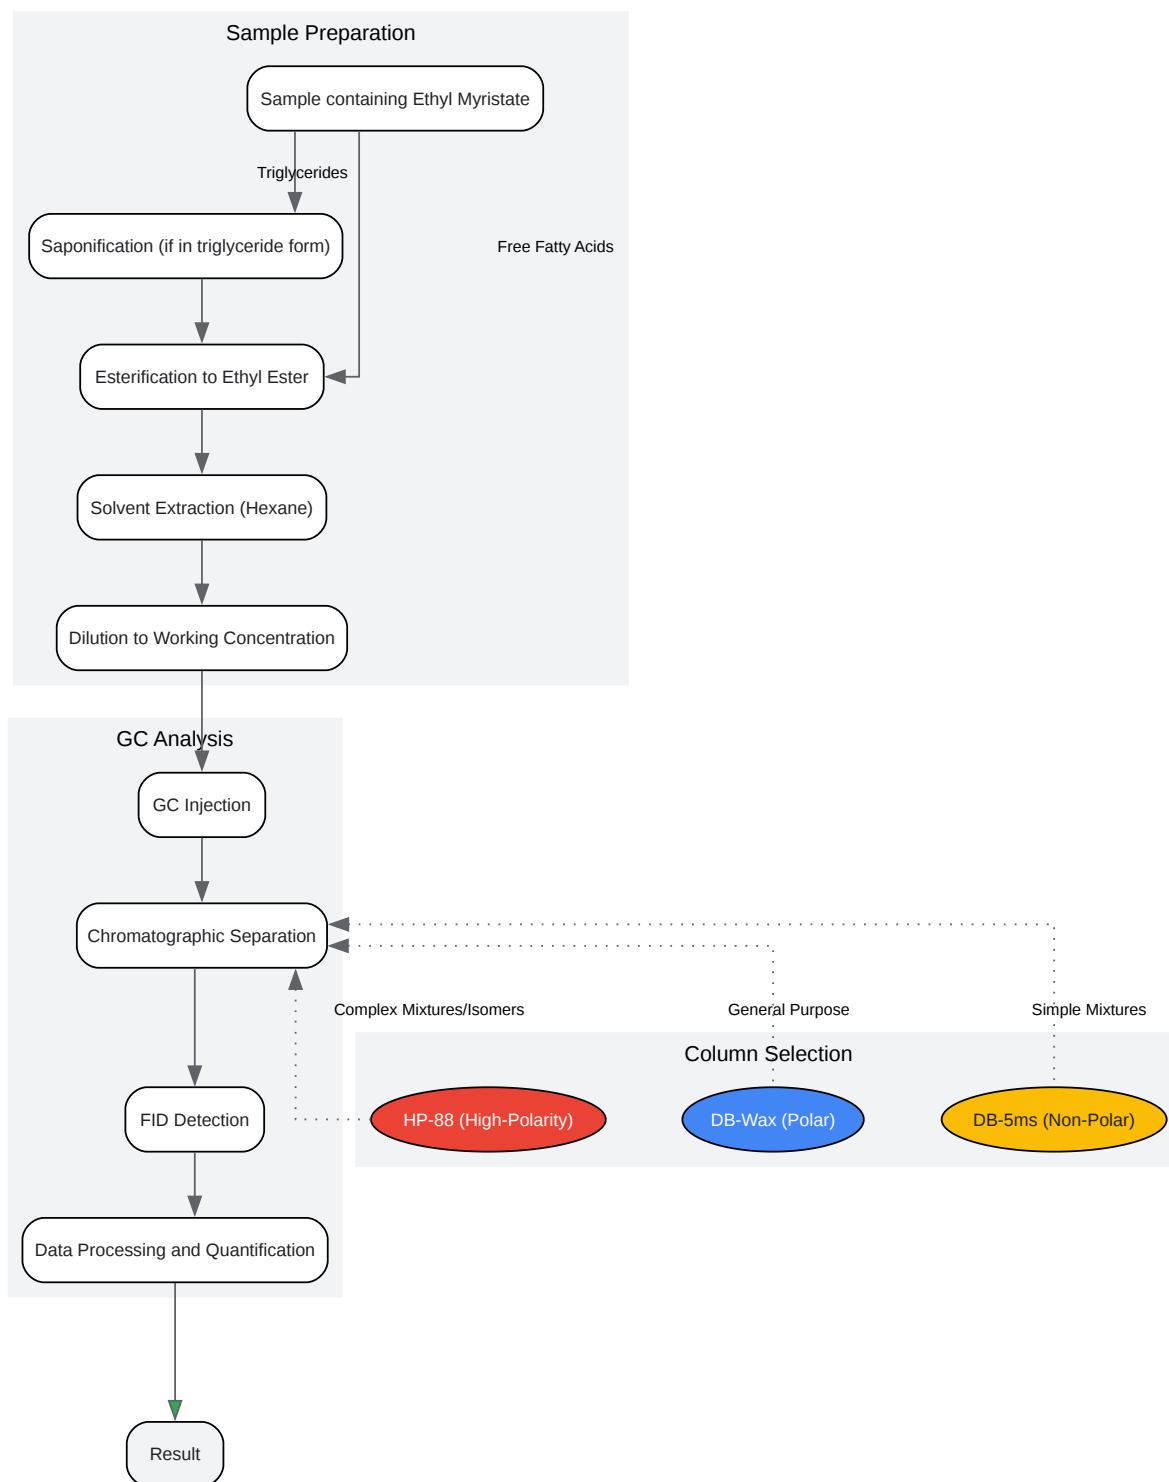 Sample Preparation
Sample containing Ethyl Myristate
Triglycerides
Saponification (if in triglyceride form)
Free Fatty Acids
Esterification to Ethyl Ester
Solvent Extraction (Hexane)
Dilution to Working Concentration
GC Analysis
GC Injection
Chromatographic Separation
Complex Mixtures/Isomers
General Purpose
Simple Mixtures
Column Selection
HP-88 (High-Polarity)
DB-Wax (Polar)
DB-5ms (Non-Polar)
FID Detection
Data Processing and Quantification
Result